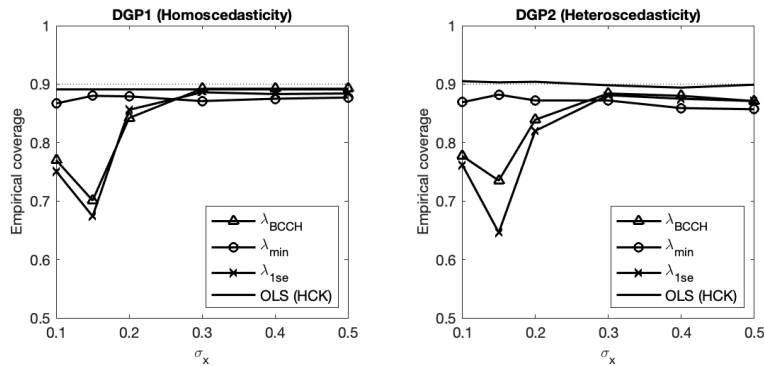 DGP1 (Homoscedasticity)
1
0.9
0.8
0.7
0.6
0.5
Empirical coverage
0.1
0.2
0.3
0.4
0.5
σx
λBCCH
λmin
λ1se
OLS (HCK)
DGP2 (Heteroscedasticity)
1
0.9
0.8
0.7
0.6
0.5
Empirical coverage
0.1
0.2
0.3
0.4
0.5
σx
λBCCH
λmin
λ1se
OLS (HCK)